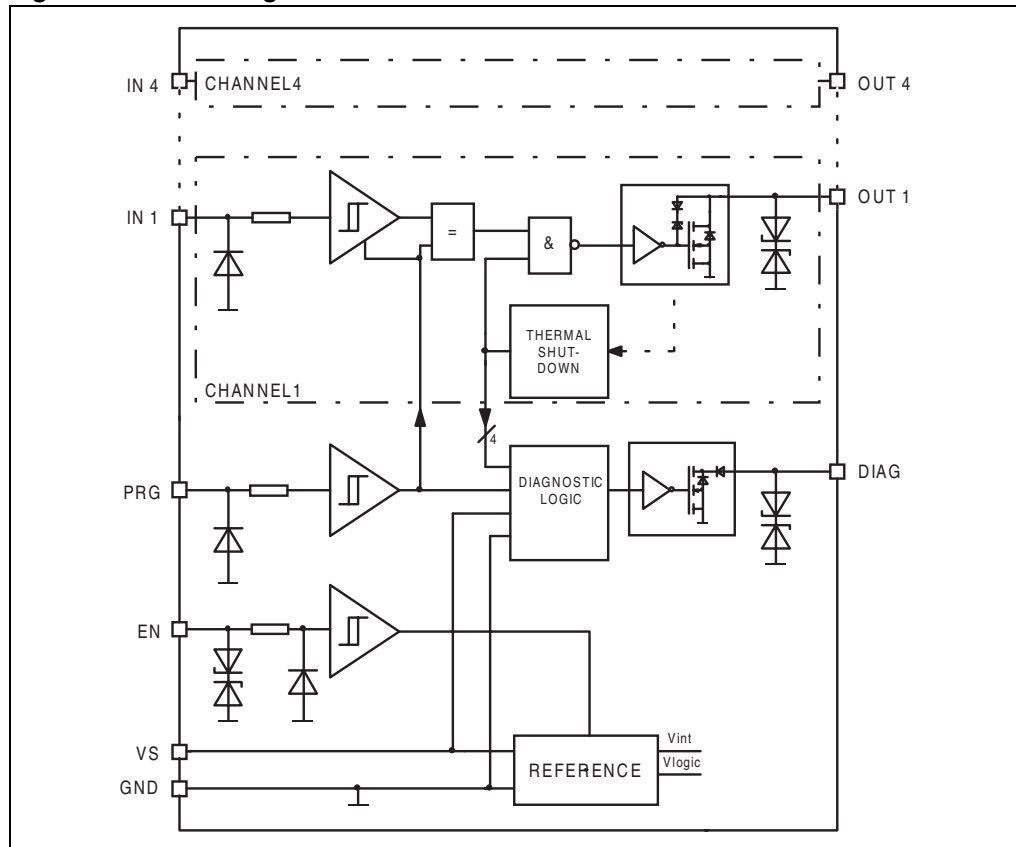 IN 4
CHANNEL4
OUT 4
IN 1
OUT 1
=
&
THERMAL
SHUT-
DOWN
CHANNEL1
4
PRG
DIAGNOSTIC
LOGIC
DIAG
EN
VS
Vint
Vlogic
REFERENCE
GND